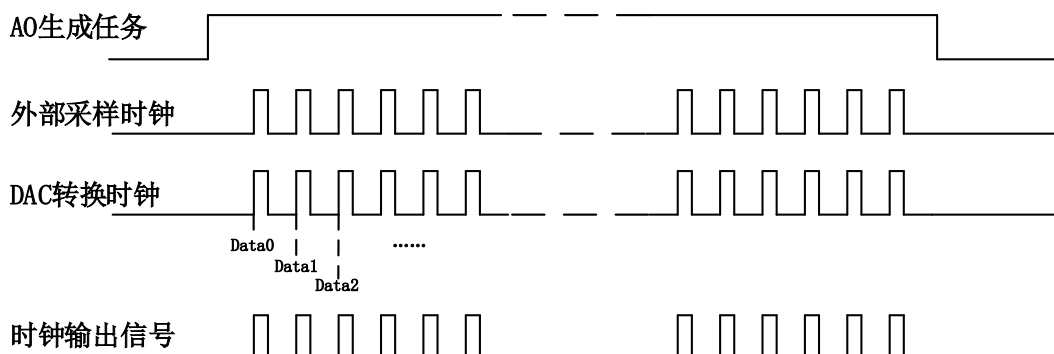 AO生成任务
外部采样时钟
DAC转换时钟
Data0
Data1
Data2
……
时钟输出信号